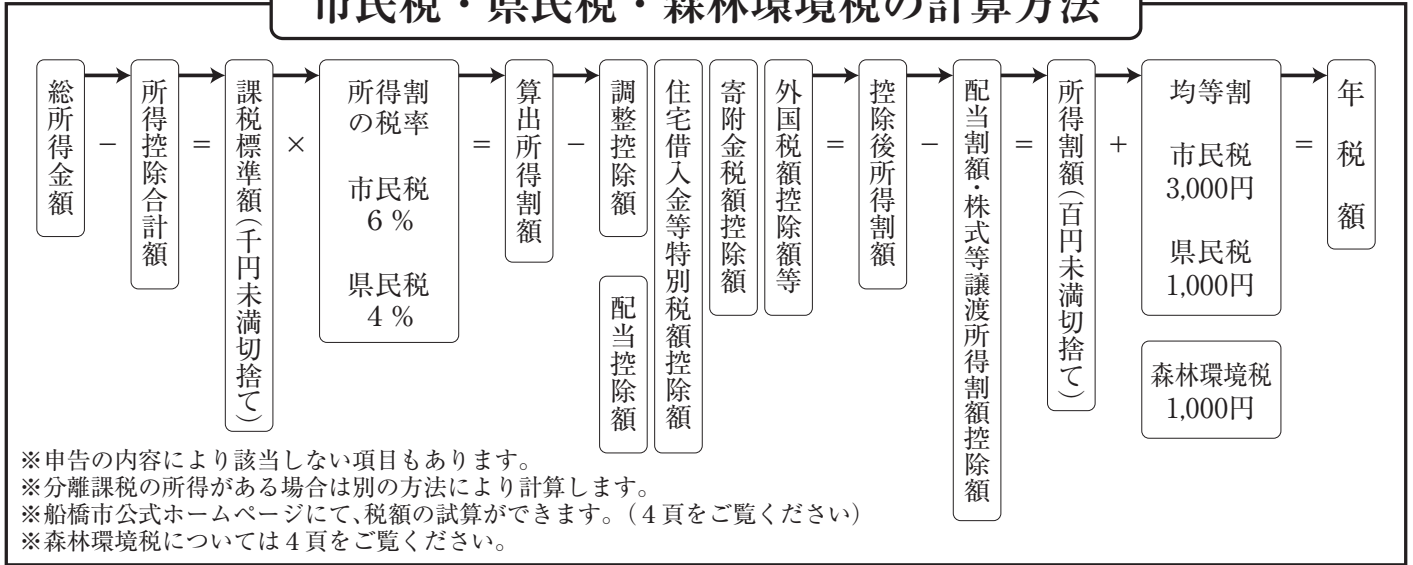 市民税・県民税・森林環境税の計算方法
総所得金額
−
所得控除合計額
=
課税標準額(千円未満切捨て)
×
所得割
の税率
市民税
6%
県民税
4%
=
算出所得割額
−
調整控除額
配当控除額
住宅借入金等特別税額控除額
寄附金税額控除額
外国税額控除額等
=
控除後所得割額
−
配当割額・株式等譲渡所得割額控除額
=
所得割額(百円未満切捨て)
+
均等割
市民税
3,000円
県民税
1,000円
森林環境税
1,000円
=
年税額
※申告の内容により該当しない項目もあります。
※分離課税の所得がある場合は別の方法により計算します。
※船橋市公式ホームページにて、税額の試算ができます。(4頁をご覧ください)
※森林環境税については4頁をご覧ください。